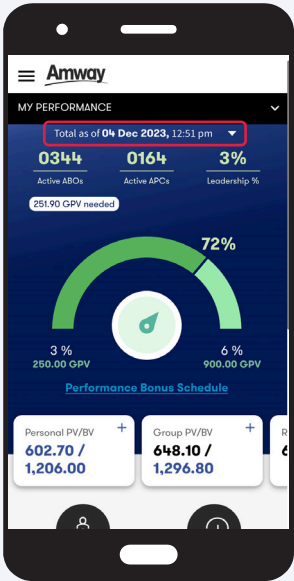 Amway
MY PERFORMANCE
Total as of 04 Dec 2023, 12:51 pm
0344 0164 3%
Active ABOs Active APCs Leadership %
251.90 GPV needed
72%
3 % 6 %
250.00 GPV 900.00 GPV
Performance Bonus Schedule
Personal PV/BV + Group PV/BV + R
602.70 / 648.10 / 6
1,206.00 1,296.80